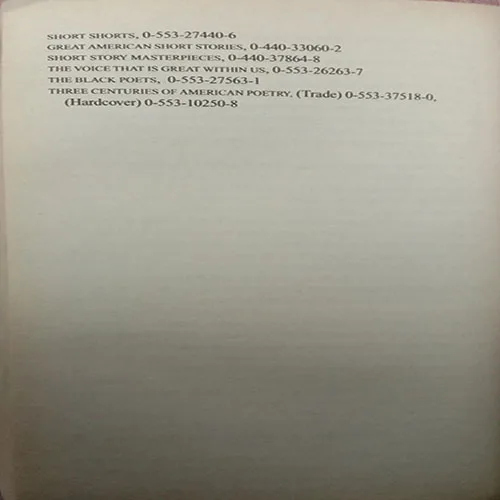 SHORT SHORTS, 0-553-27440-6
GREAT AMERICAN SHORT STORIES, 0-440-33060-2
SHORT STORY MASTERPIECES, 0-440-37864-8
THE VOICE THAT IS GREAT WITHIN US, 0-553-26263-7
THE BLACK POETS, 0-553-27563-1
THREE CENTURIES OF AMERICAN POETRY, (Trade) 0-553-37518-0,
(Hardcover) 0-553-10250-8